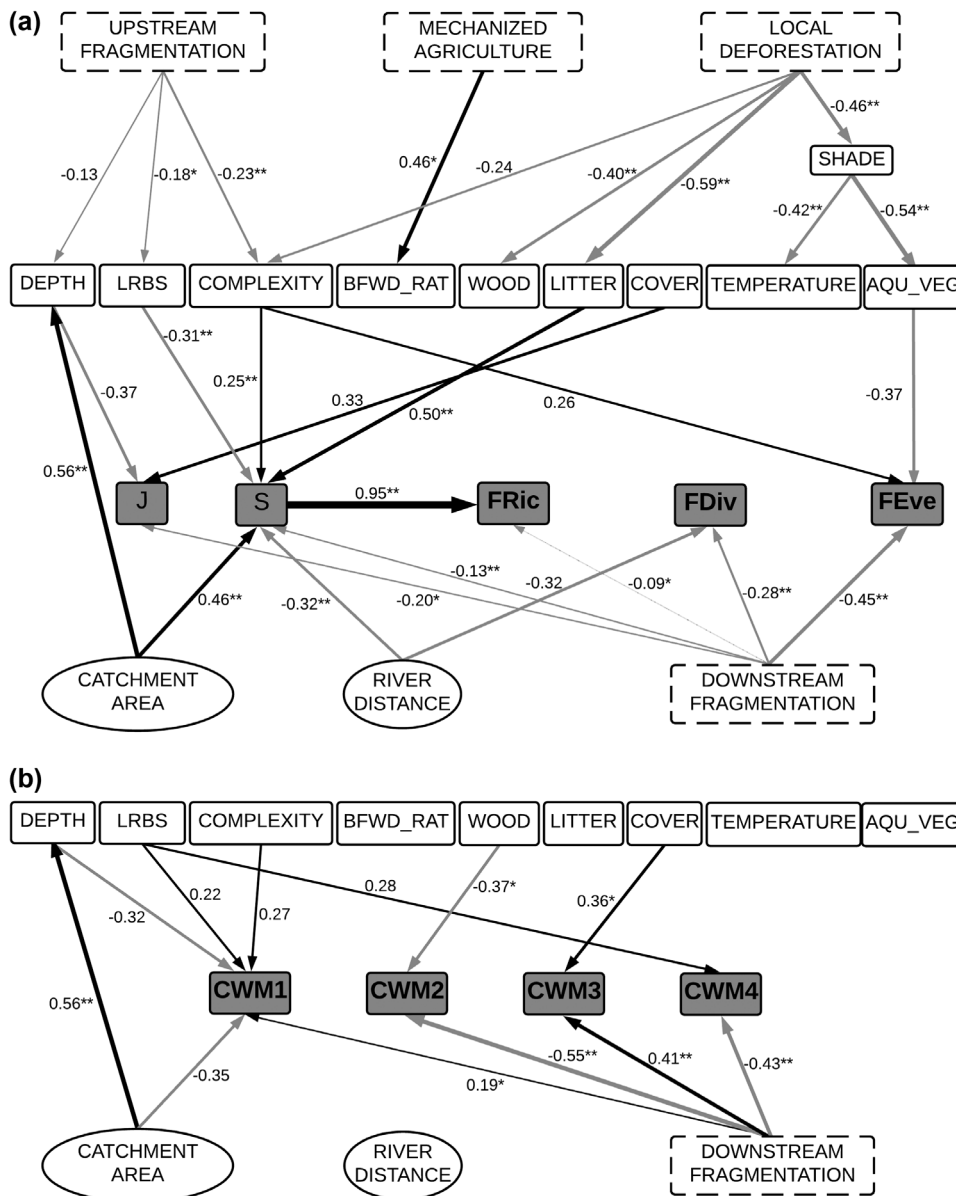 (a)
UPSTREAM
FRAGMENTATION
MECHANIZED
AGRICULTURE
LOCAL
DEFORESTATION
-0.46**
SHADE
-0.13
-0.18*
-0.23**
0.46*
-0.24
-0.40**
-0.59**
-0.42**
-0.54**
DEPTH
LRBS
COMPLEXITY
BFWD_RAT
WOOD
LITTER
COVER
TEMPERATURE
AQU_VEG
-0.31**
-0.37
0.25**
0.33
0.50**
0.26
-0.37
0.56**
J
S
0.95**
FRic
FDiv
FEve
0.46**
-0.32**
-0.20*
-0.13**
-0.32
-0.09*
-0.28**
-0.45**
CATCHMENT
AREA
RIVER
DISTANCE
DOWNSTREAM
FRAGMENTATION
(b)
DEPTH
LRBS
COMPLEXITY
BFWD_RAT
WOOD
LITTER
COVER
TEMPERATURE
AQU_VEG
-0.32
0.22
0.27
0.28
-0.37*
0.36*
0.56**
CWM1
CWM2
CWM3
CWM4
-0.35
0.19*
-0.55**
0.41**
-0.43**
CATCHMENT
AREA
RIVER
DISTANCE
DOWNSTREAM
FRAGMENTATION